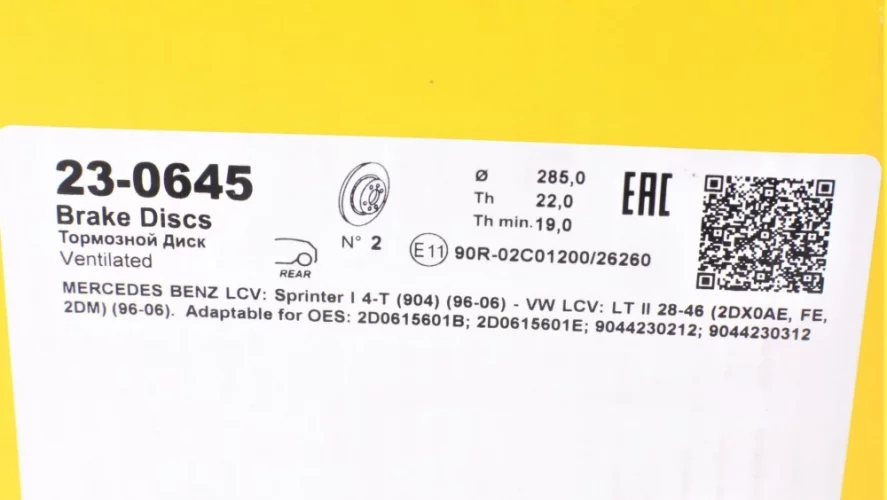 23-0645
Brake Discs
Тормозной Диск
Ventilated
REAR
N° 2
Ø 285,0
Th 22,0
Th min. 19,0
E11 90R-02C01200/26260
EAC
MERCEDES BENZ LCV: Sprinter I 4-T (904) (96-06) - VW LCV: LT II 28-46 (2DX0AE, FE,
2DM) (96-06). Adaptable for OES: 2D0615601B; 2D0615601E; 9044230212; 9044230312